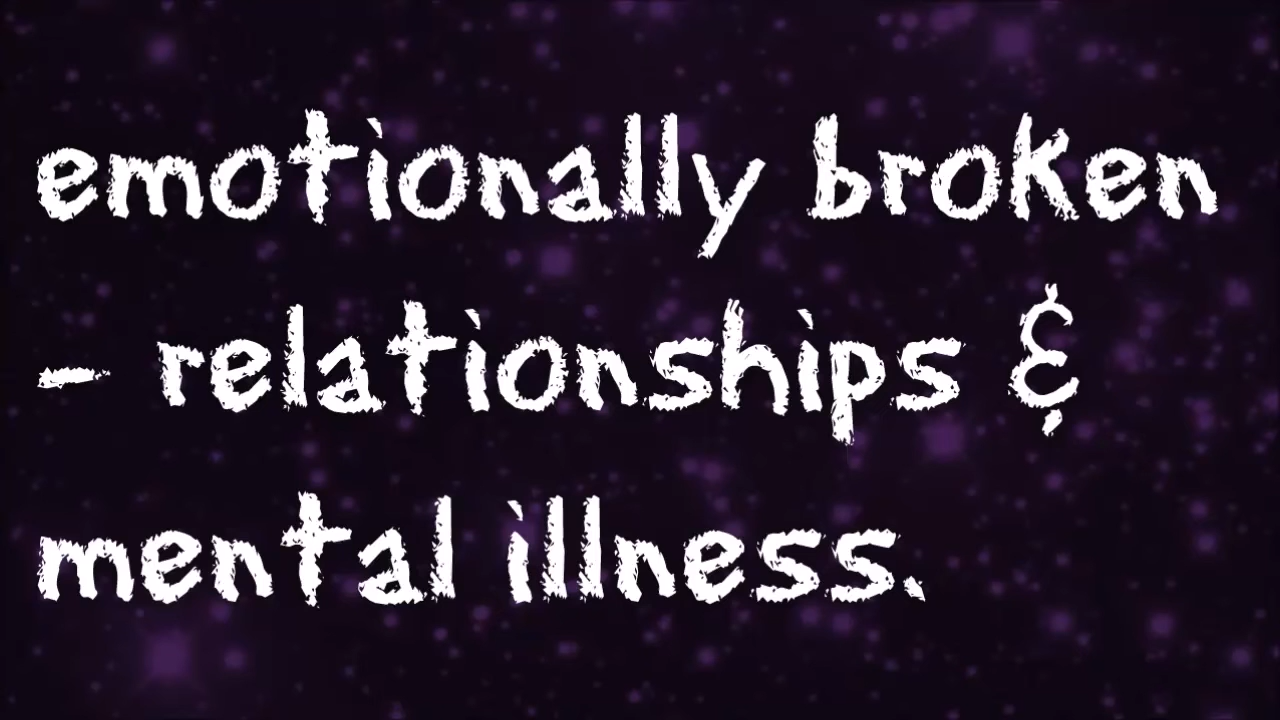 emotionally broken
- relationships &
mental illness.